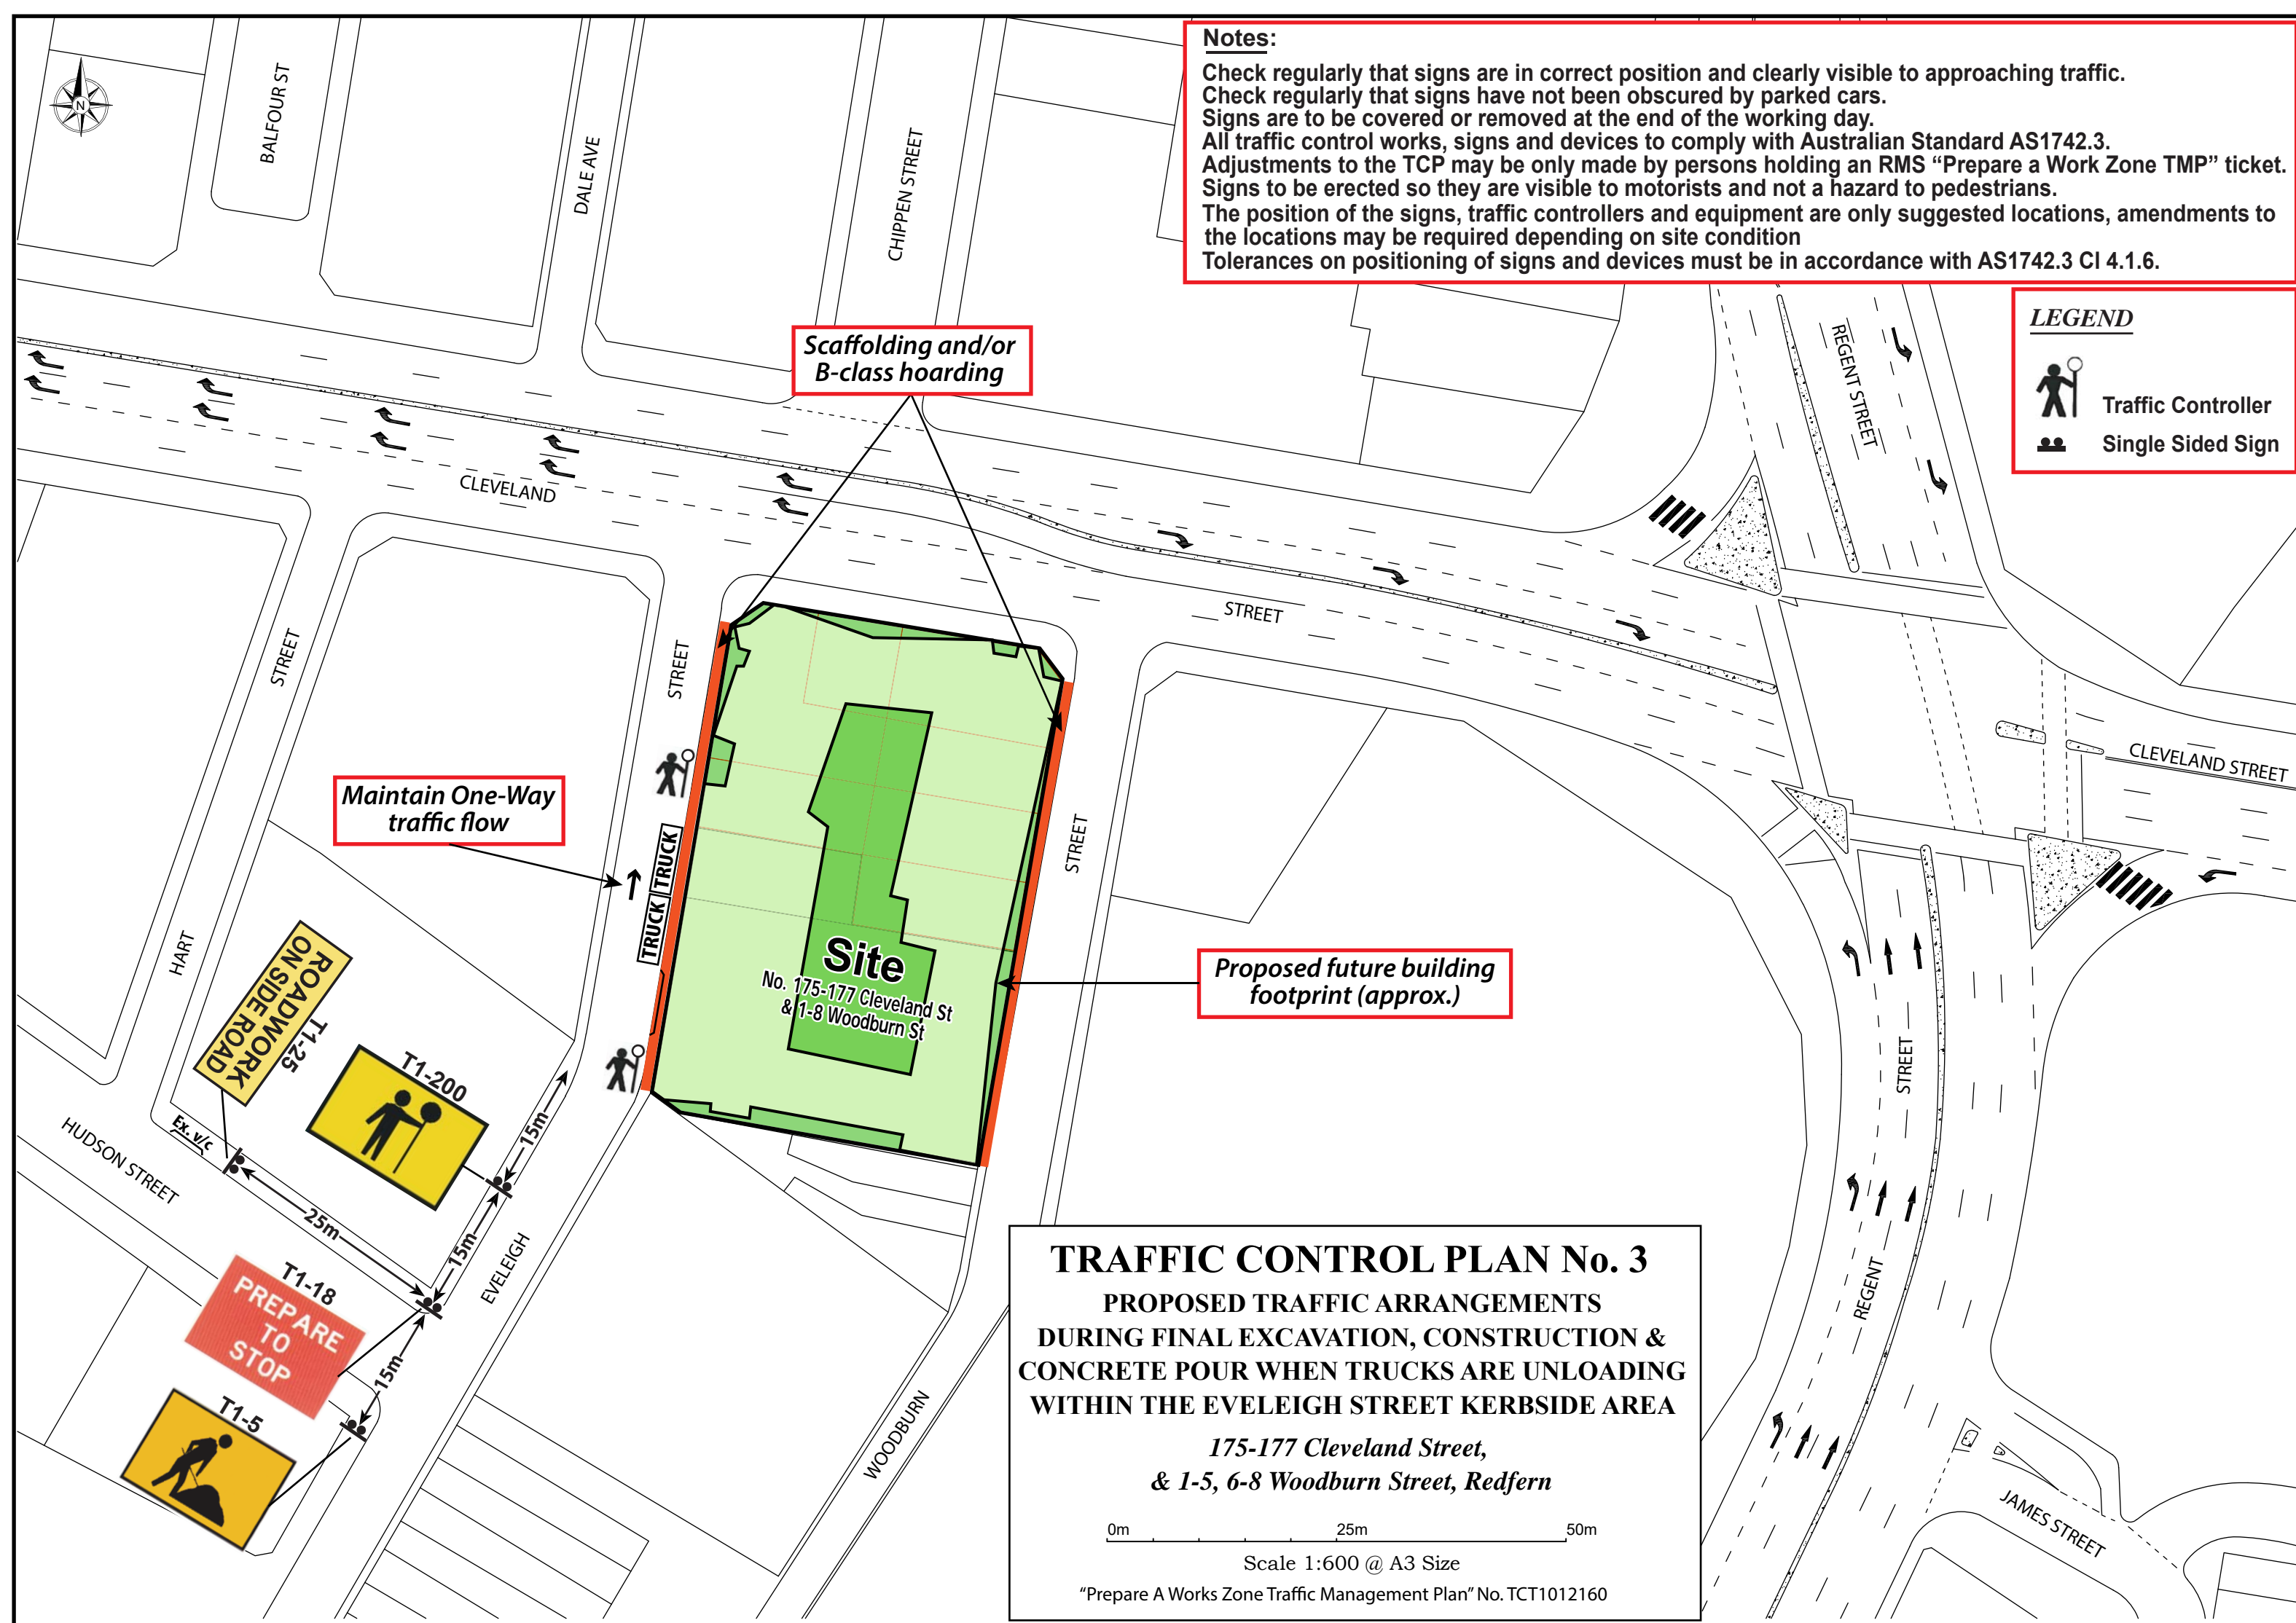 Notes:
Check regularly that signs are in correct position and clearly visible to approaching traffic.
Check regularly that signs have not been obscured by parked cars.
Signs are to be covered or removed at the end of the working day.
All traffic control works, signs and devices to comply with Australian Standard AS1742.3.
Adjustments to the TCP may be only made by persons holding an RMS “Prepare a Work Zone TMP” ticket.
Signs to be erected so they are visible to motorists and not a hazard to pedestrians.
The position of the signs, traffic controllers and equipment are only suggested locations, amendments to
the locations may be required depending on site condition
Tolerances on positioning of signs and devices must be in accordance with AS1742.3 Cl 4.1.6.
LEGEND
Traffic Controller
Single Sided Sign
N
BALFOUR ST
DALE AVE
CHIPPEN STREET
REGENT STREET
Scaffolding and/or
B-class hoarding
CLEVELAND
STREET
STREET
STREET
STREET
CLEVELAND STREET
Maintain One-Way
traffic flow
TRUCK
TRUCK
HART
Site
No. 175-177 Cleveland St
& 1-8 Woodburn St
Proposed future building
footprint (approx.)
ROADWORK
ON SIDE ROAD
T1-25
T1-200
15m
Ex. v/c
HUDSON STREET
25m
15m
EVELEIGH
T1-18
PREPARE
TO
STOP
15m
T1-5
WOODBURN
STREET
REGENT
JAMES STREET
TRAFFIC CONTROL PLAN No. 3
PROPOSED TRAFFIC ARRANGEMENTS
DURING FINAL EXCAVATION, CONSTRUCTION &
CONCRETE POUR WHEN TRUCKS ARE UNLOADING
WITHIN THE EVELEIGH STREET KERBSIDE AREA
175-177 Cleveland Street,
& 1-5, 6-8 Woodburn Street, Redfern
0m 25m 50m
Scale 1:600 @ A3 Size
“Prepare A Works Zone Traffic Management Plan” No. TCT1012160